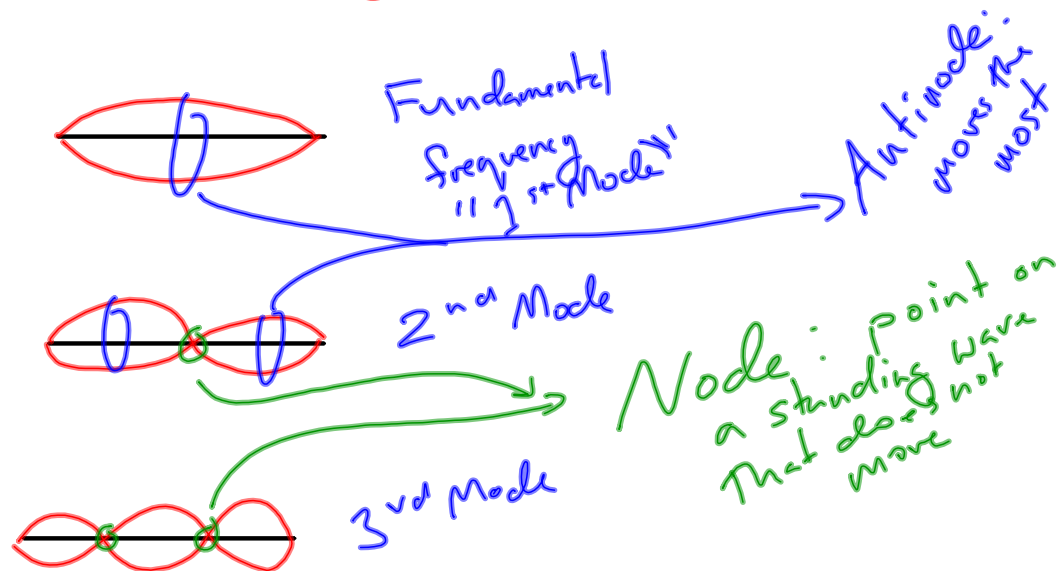 Fundamental
frequency
"1st Mode"
Antinode:
moves the
most
2nd Mode
Node: point on
a standing wave
that does not
move
3rd Mode